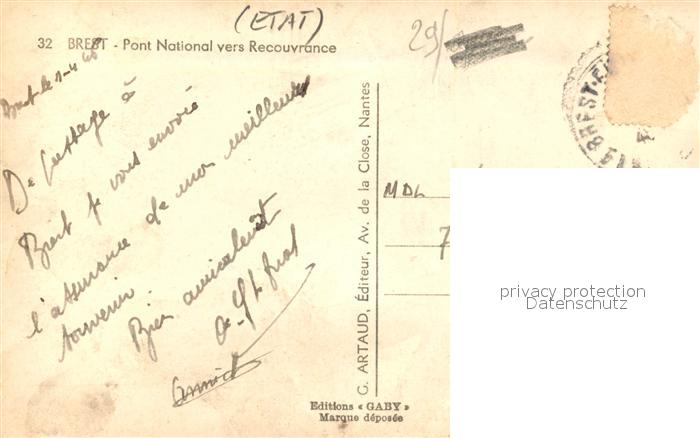 (ETAT)
29/
32 BREST - Pont National vers Recouvrance
Brest le
De passage à
Brest je vous envoie
l'assurance de mon meilleur
souvenir.
Bien amicalement
G. ARTAUD, Éditeur, Av. de la Close, Nantes
Editions « GABY »
Marque déposée
MDL
7
BREST
privacy protection
Datenschutz